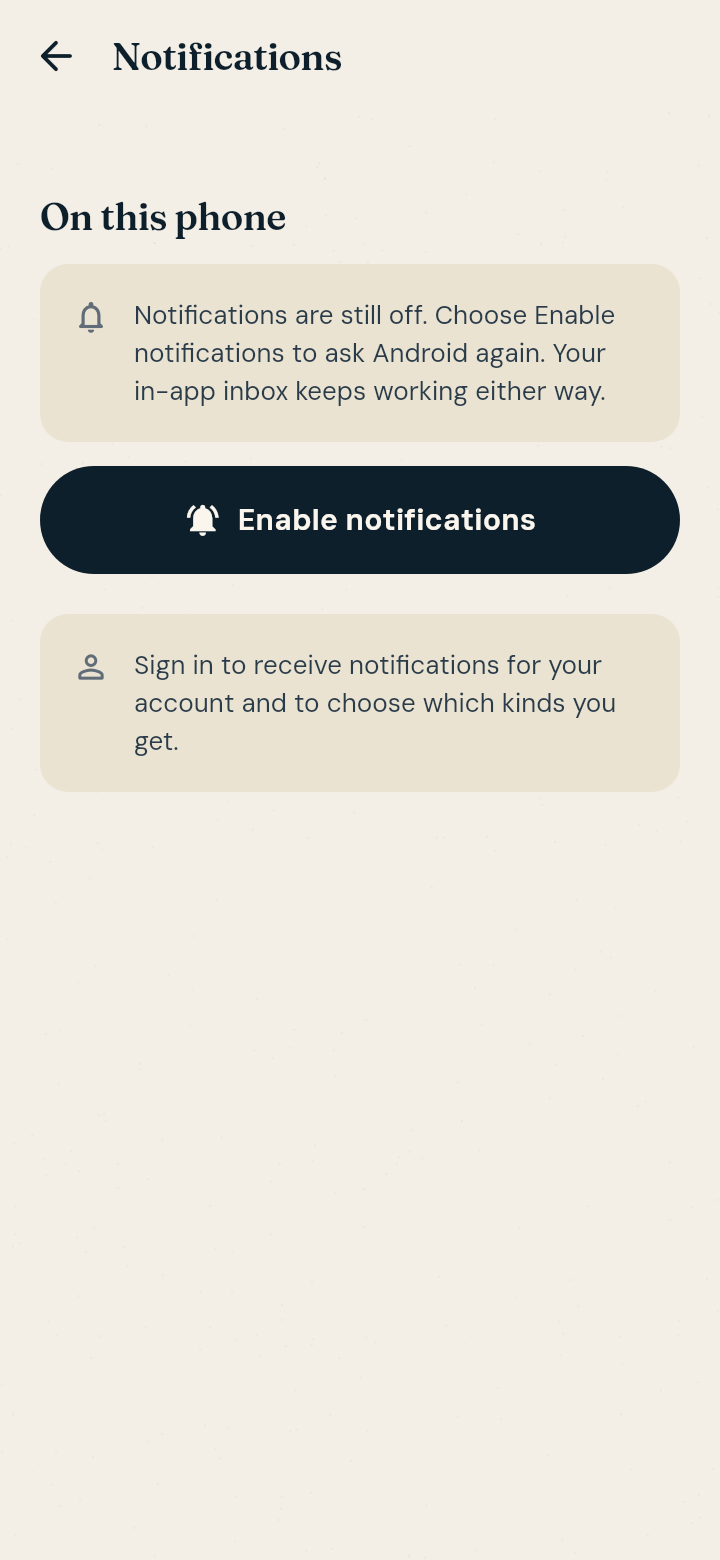 Notifications
On this phone
Notifications are still off. Choose Enable
notifications to ask Android again. Your
in-app inbox keeps working either way.
Enable notifications
Sign in to receive notifications for your
account and to choose which kinds you
get.